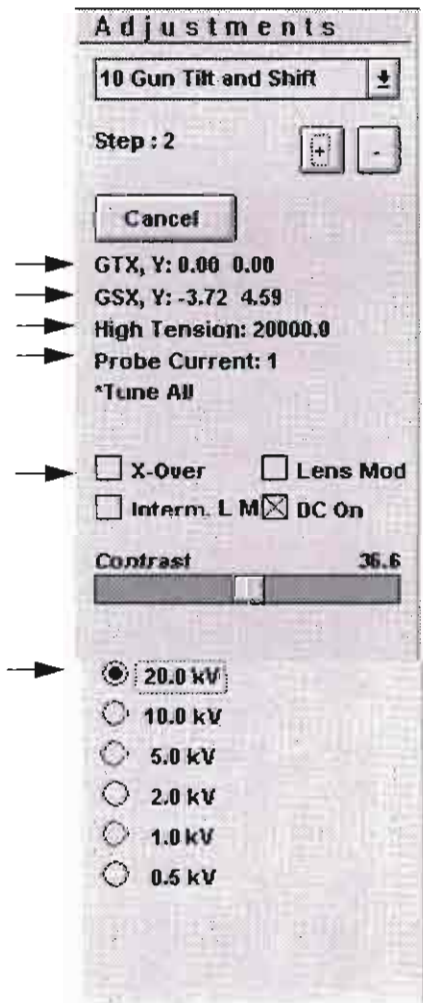 Adjustments
10 Gun Tilt and Shift
Step : 2 + -
Cancel
GTX, Y: 0.00 0.00
GSX, Y: -3.72 4.59
High Tension: 20000.0
Probe Current: 1
*Tune All
X-Over Lens Mod
Interm. L M DC On
Contrast 36.6
20.0 kV
10.0 kV
5.0 kV
2.0 kV
1.0 kV
0.5 kV